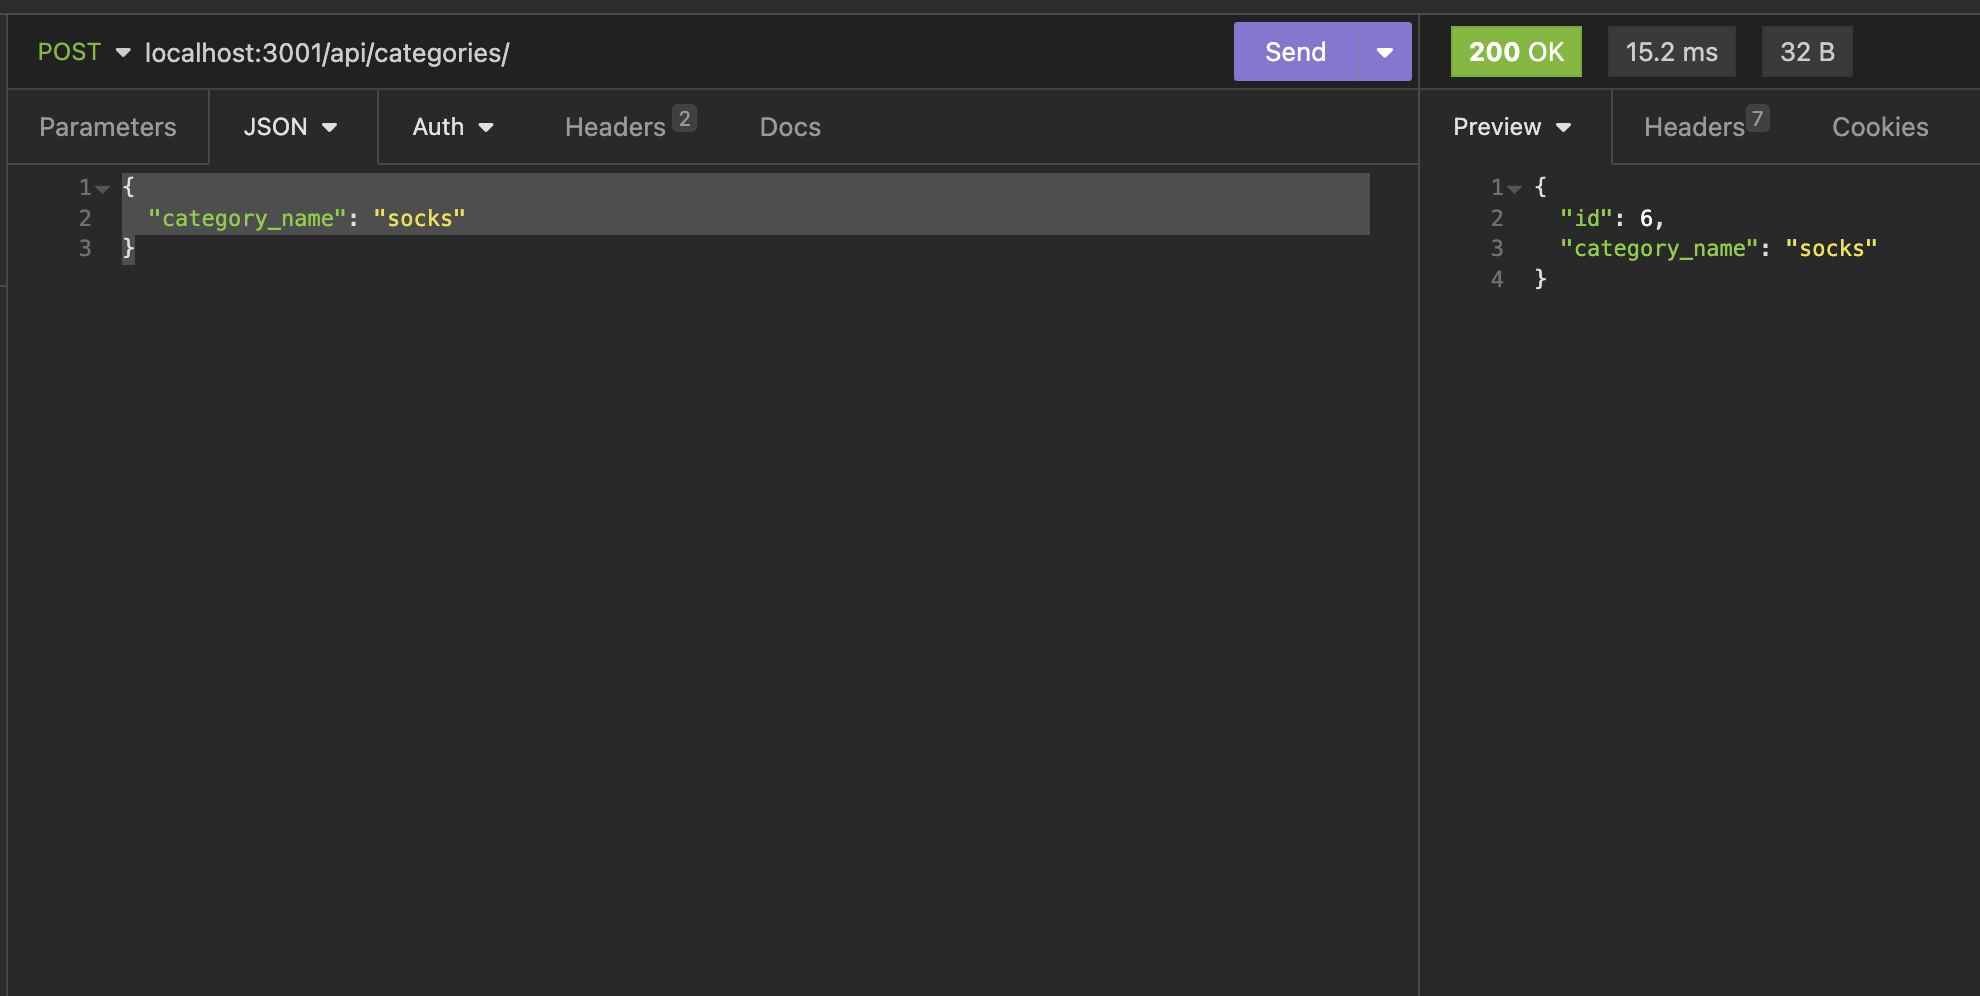 POST localhost:3001/api/categories/ Send 200 OK 15.2 ms 32 B
Parameters JSON Auth Headers 2 Docs Preview Headers 7 Cookies
1 {
2 "category_name": "socks"
3 }
1 {
2 "id": 6,
3 "category_name": "socks"
4 }